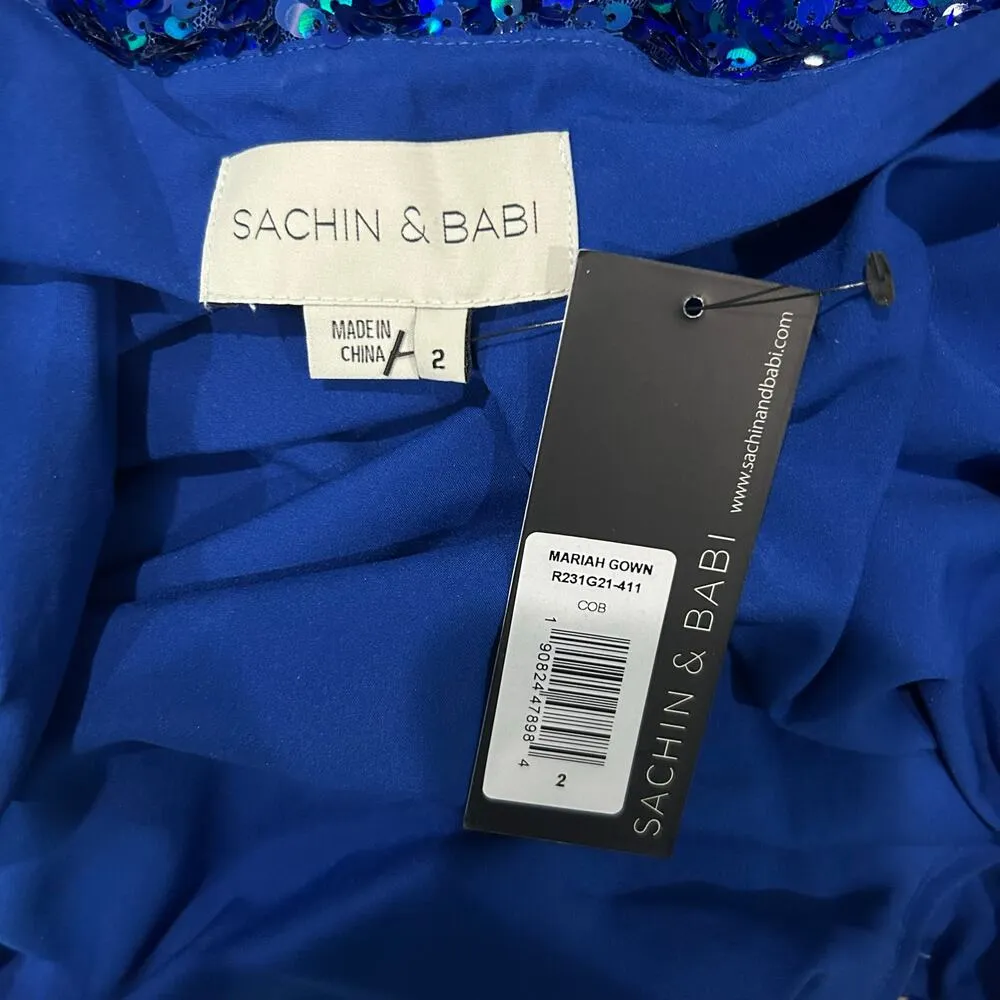 SACHIN & BABI
MADE IN
CHINA
2
www.sachinandbabi.com
SACHIN & BABI
MARIAH GOWN
R231G21-411
COB
1 90824 47898 4
2